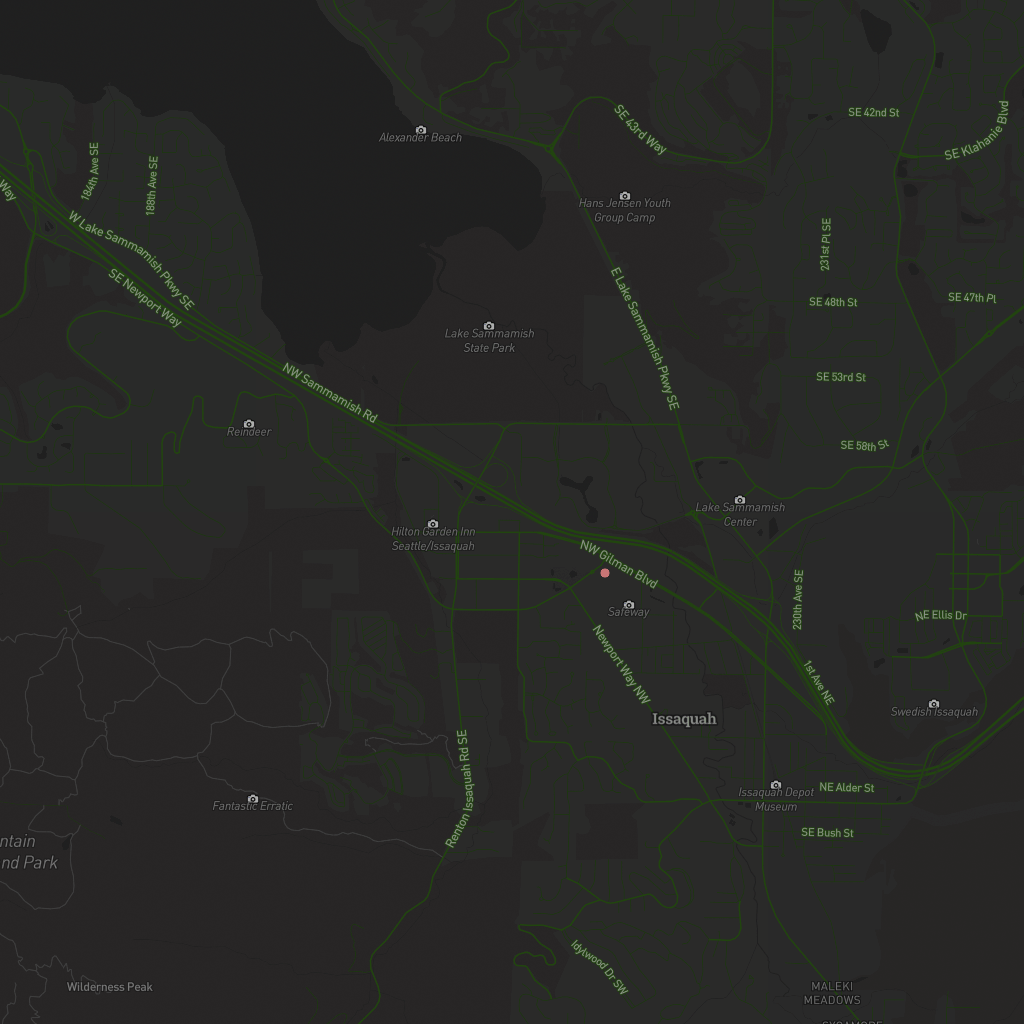 SE 42nd St
SE Klahanie Blvd
SE 43rd Way
Alexander Beach
184th Ave SE
188th Ave SE
Way
Hans Jensen Youth
Group Camp
W Lake Sammamish Pkwy SE
231st Pl SE
SE Newport Way
E Lake Sammamish Pkwy SE
SE 48th St
SE 47th Pl
Lake Sammamish
State Park
NW Sammamish Rd
SE 53rd St
Reindeer
SE 58th St
Lake Sammamish
Center
Hilton Garden Inn
Seattle/Issaquah
NW Gilman Blvd
230th Ave SE
Safeway
NE Ellis Dr
Newport Way NW
1st Ave NE
Issaquah
Swedish Issaquah
Renton Issaquah Rd SE
Issaquah Depot
Museum
NE Alder St
Fantastic Erratic
SE Bush St
ntain
nd Park
Idylwood Dr SW
Wilderness Peak
MALEKI
MEADOWS